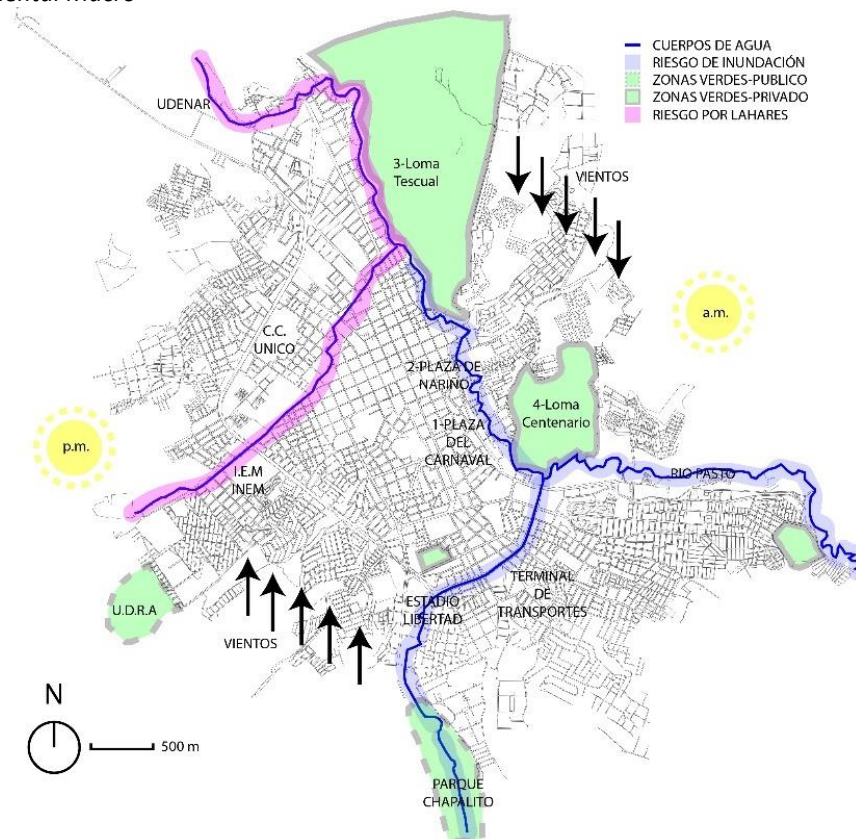 ental macro
CUERPOS DE AGUA
RIESGO DE INUNDACIÓN
ZONAS VERDES-PUBLICO
ZONAS VERDES-PRIVADO
RIESGO POR LAHARES
UDENAR
3-Loma
Tescual
VIENTOS
a.m.
C.C.
UNICO
2-PLAZA DE
NARIÑO
1-PLAZA
DEL
CARNAVAL
4-Loma
Centenario
p.m.
I.E.M
INEM
RIO PASTO
U.D.R.A
ESTADIO
LIBERTAD
TERMINAL
DE
TRANSPORTES
VIENTOS
N
500 m
PARQUE
CHAPALITO